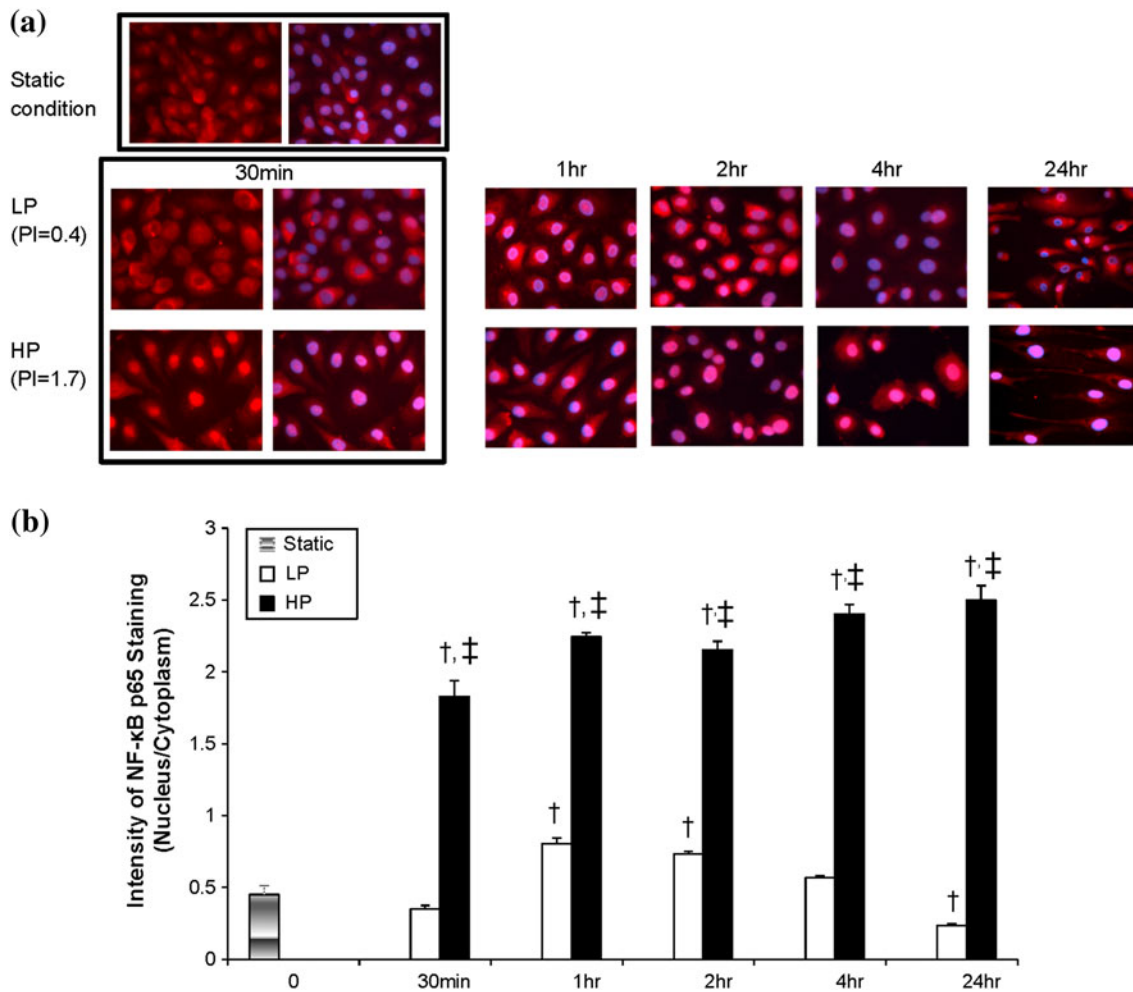 (a)
Static
condition
30min
1hr
2hr
4hr
24hr
LP
(PI=0.4)
HP
(PI=1.7)
(b)
Intensity of NF-κB p65 Staining
(Nucleus/Cytoplasm)
3
2.5
2
1.5
1
0.5
0
Static
LP
HP
†, ‡
†, ‡
†,‡
†,‡
†,‡
†
†
†
0
30min
1hr
2hr
4hr
24hr